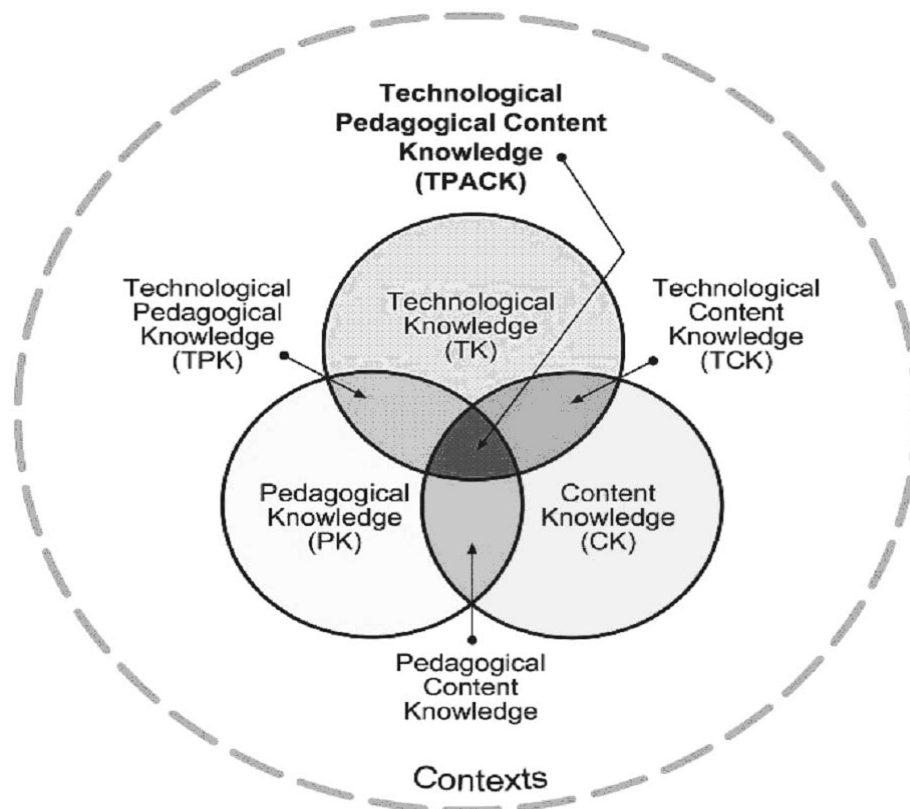 Technological
Pedagogical Content
Knowledge
(TPACK)
Technological
Pedagogical
Knowledge
(TPK)
Technological
Knowledge
(TK)
Technological
Content
Knowledge
(TCK)
Pedagogical
Knowledge
(PK)
Content
Knowledge
(CK)
Pedagogical
Content
Knowledge
Contexts